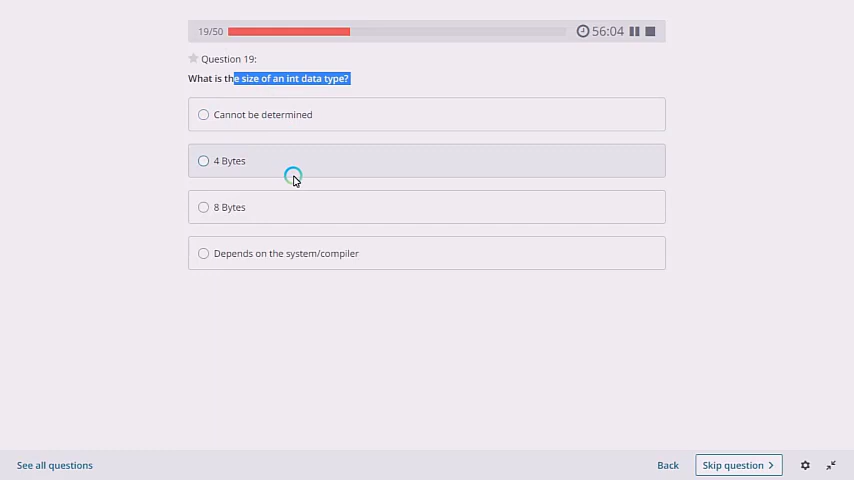 19/50
56:04
Question 19:
What is the size of an int data type?
Cannot be determined
4 Bytes
8 Bytes
Depends on the system/compiler
See all questions
Back
Skip question